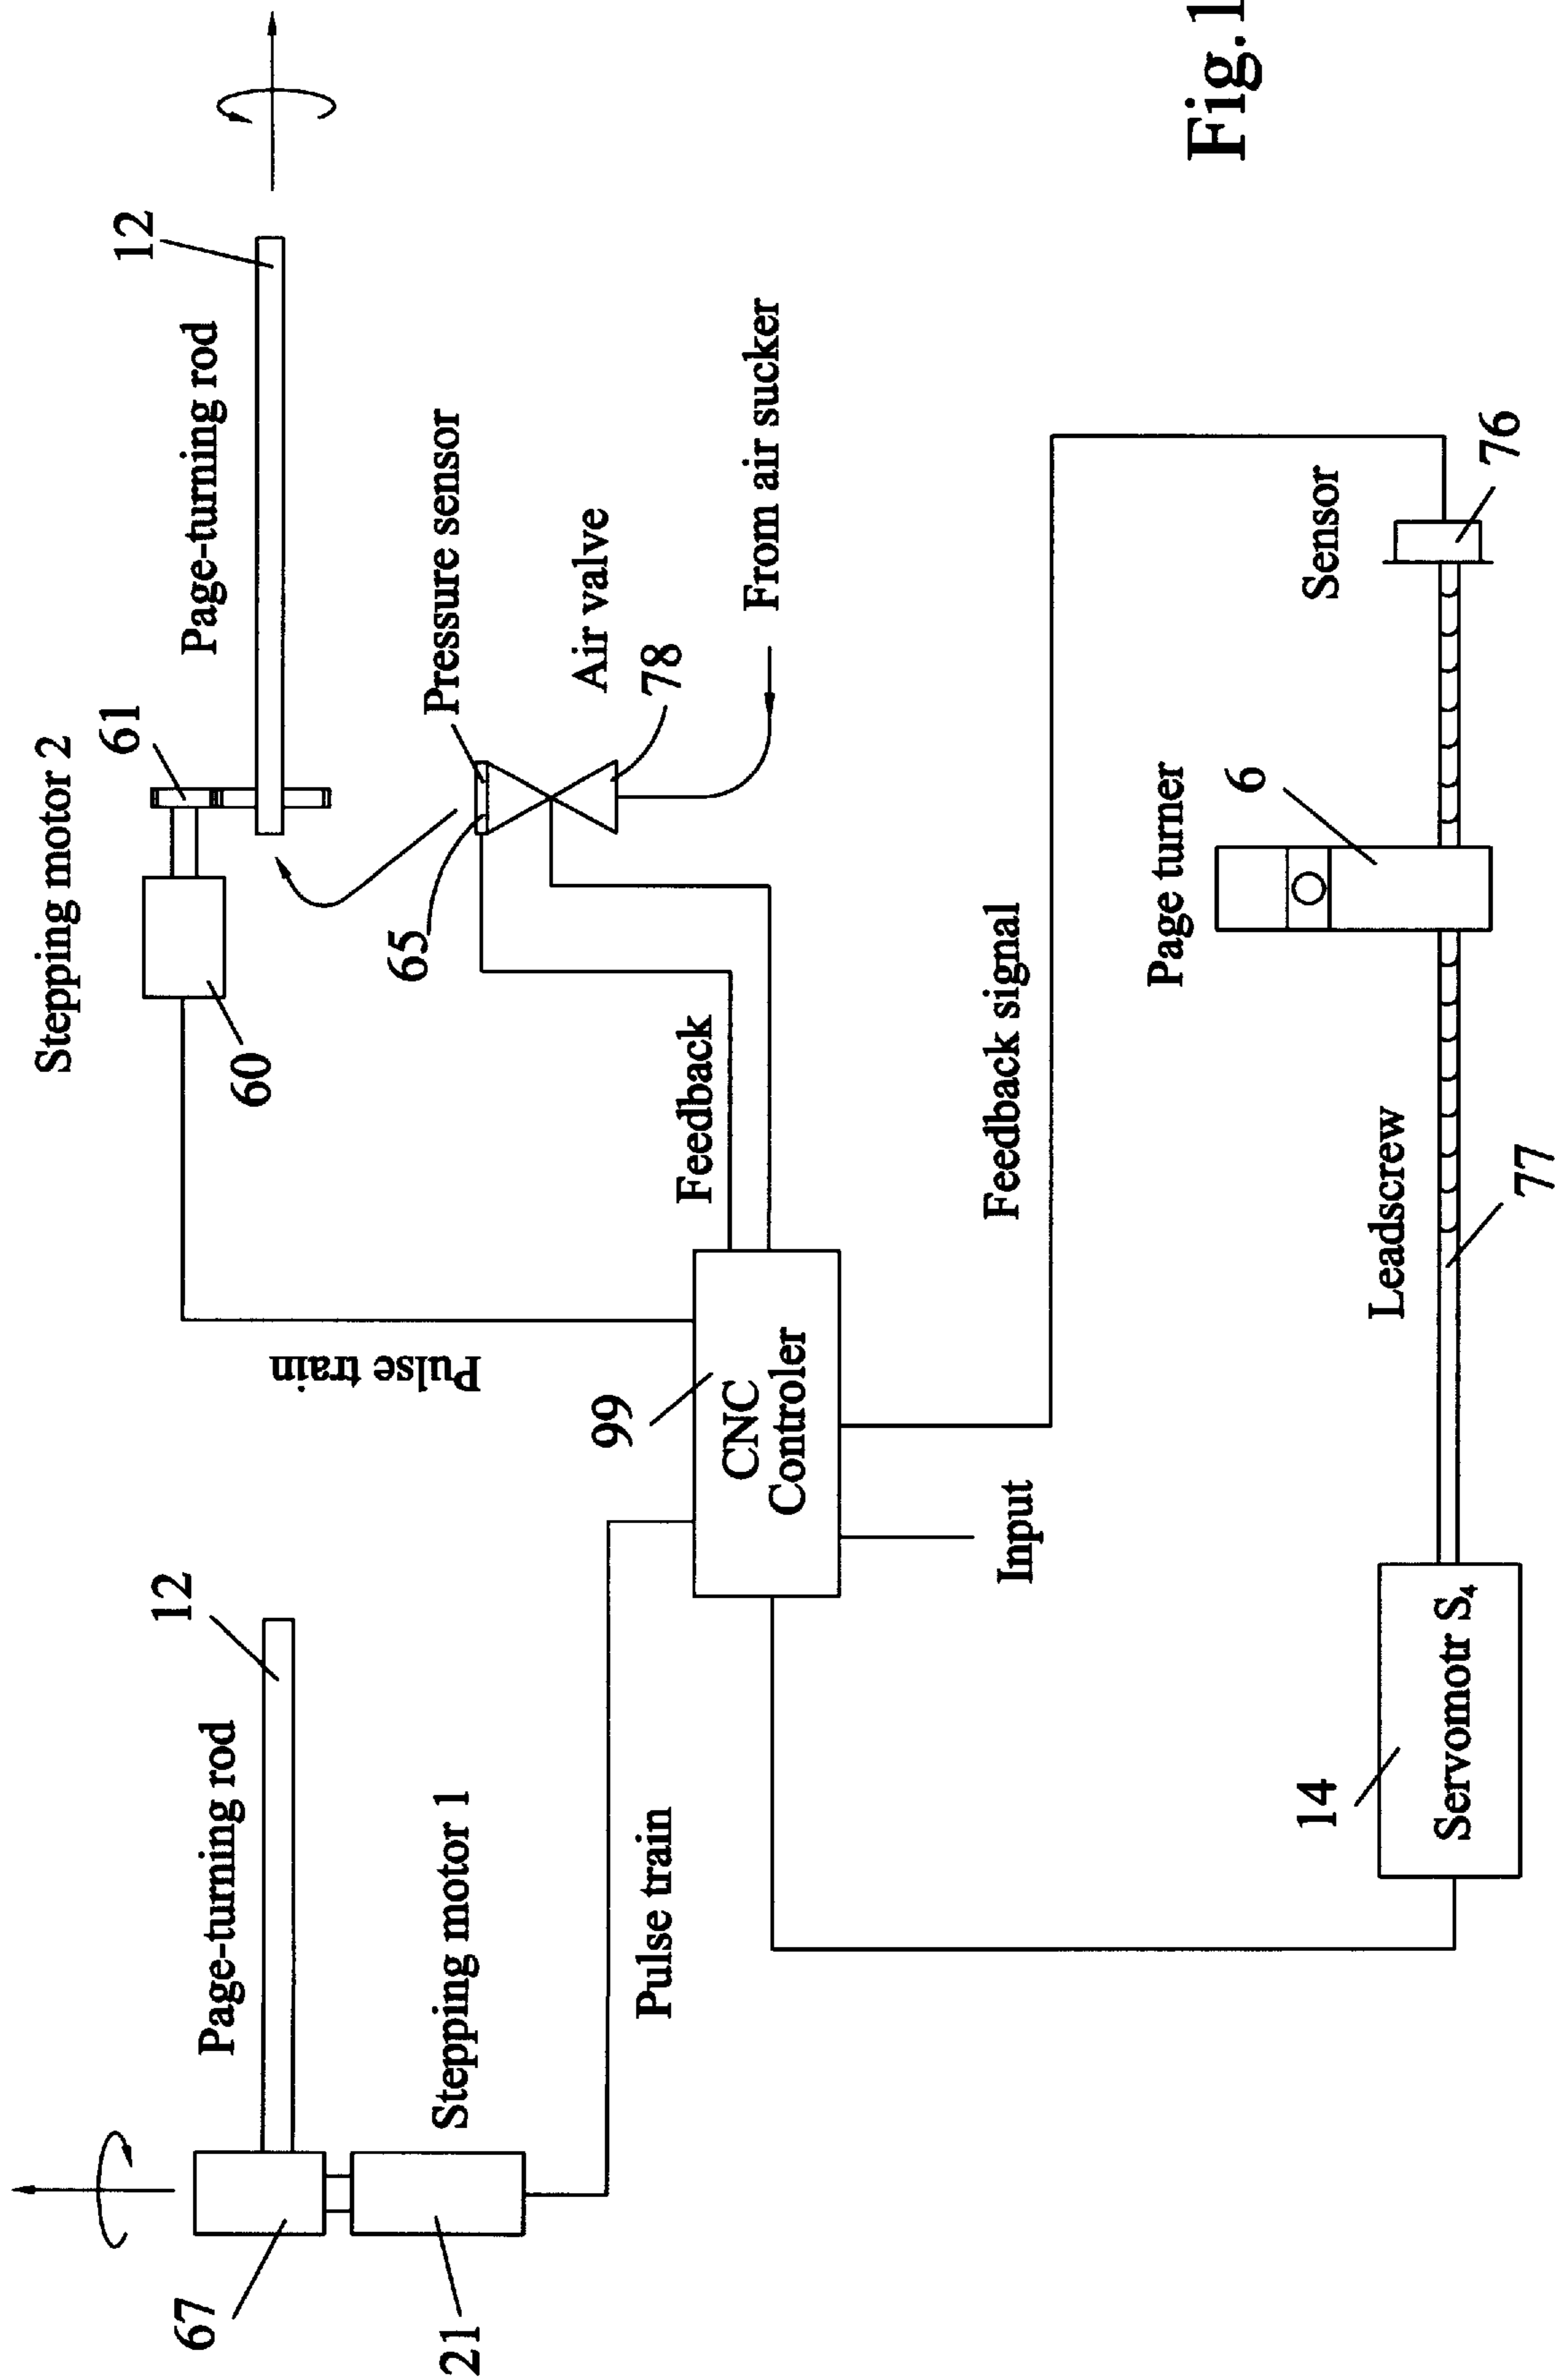 12
Page-turning rod
67
Stepping motor 1
21
Pulse train
Stepping motor 2
61
60
Page-turning rod
12
Pulse train
Pressure sensor
65
Air valve
78
From air sucker
Feedback
99
CNC
Controler
Input
Feedback signal
14
Servomotr S₄
Leadscrew
77
Page turner
6
Sensor
76
Fig.1